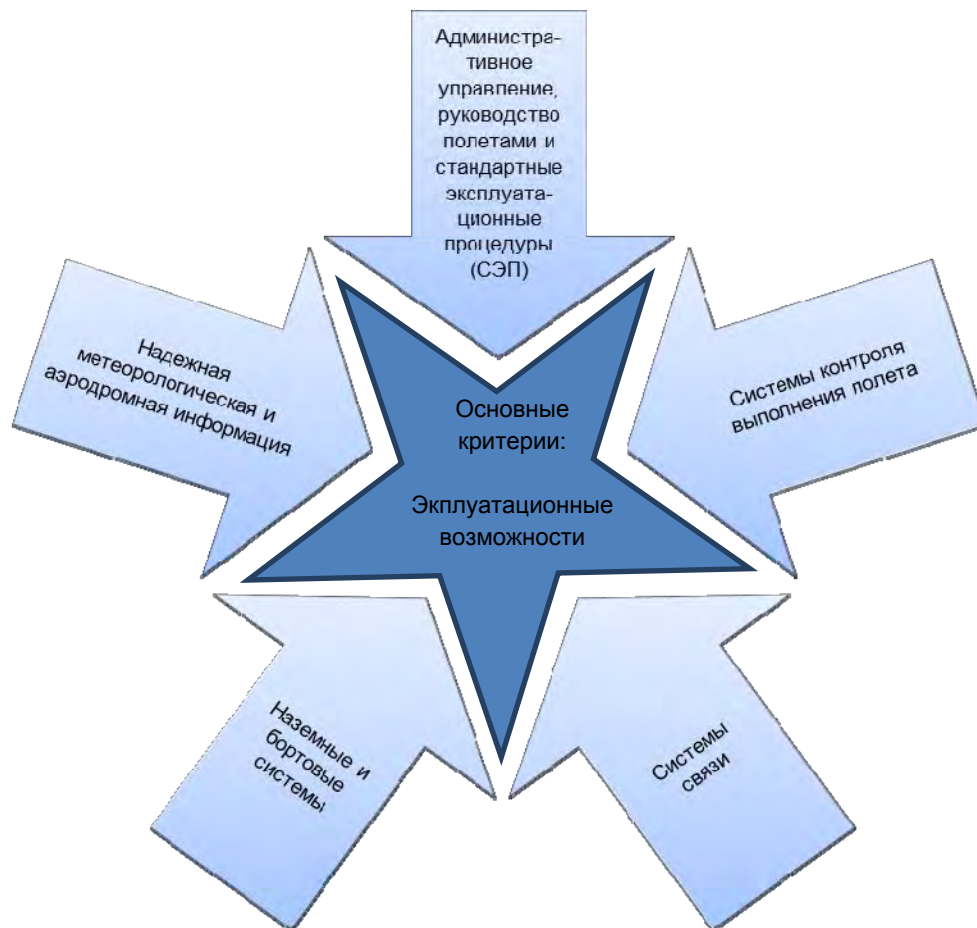 Администра-
тивное
управление,
руководство
полетами и
стандартные
эксплуата-
ционные
процедуры
(СЭП)
Надежная
метеорологическая и
аэродромная информация
Системы контроля
выполнения полета
Основные
критерии:
Экплуатационные
возможности
Наземные и
бортовые
системы
Системы
связи